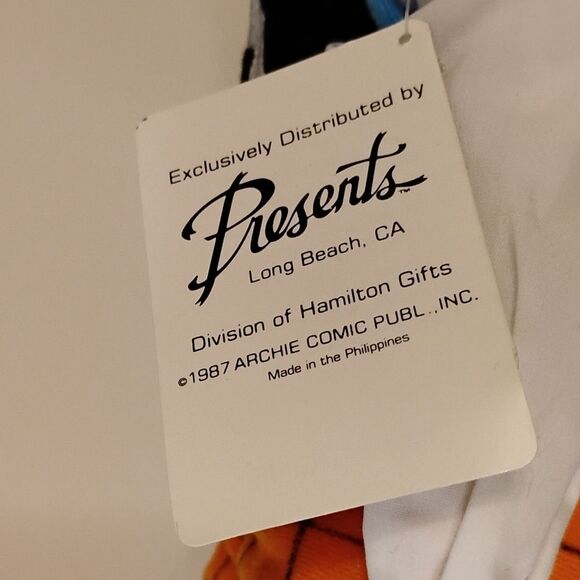 Exclusively Distributed by
Presents™
Long Beach, CA
Division of Hamilton Gifts
©1987 ARCHIE COMIC PUBL., INC.
Made in the Philippines